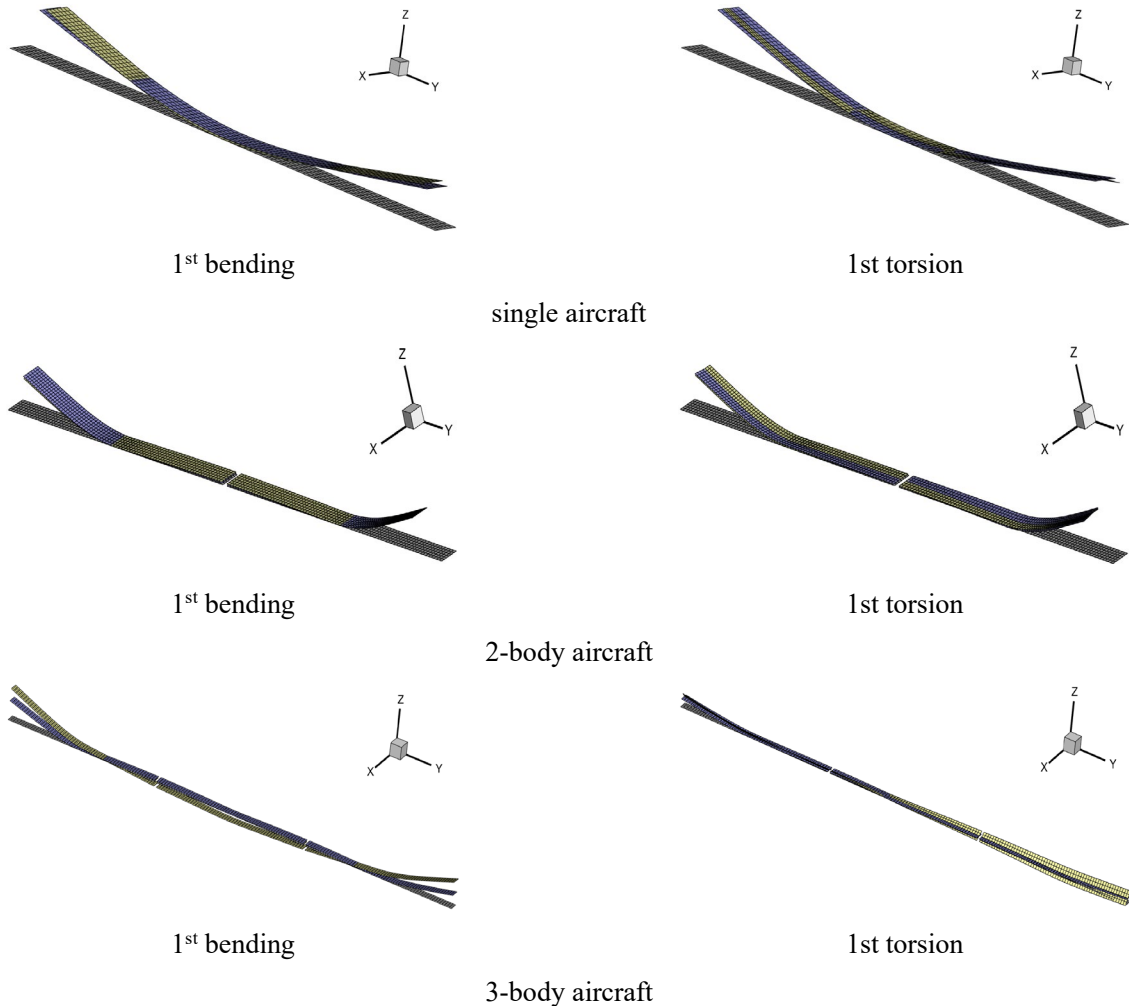 Z
X
Y
Z
X
Y
1st bending
1st torsion
single aircraft
Z
X
Y
Z
X
Y
1st bending
1st torsion
2-body aircraft
Z
X
Y
Z
X
Y
1st bending
1st torsion
3-body aircraft